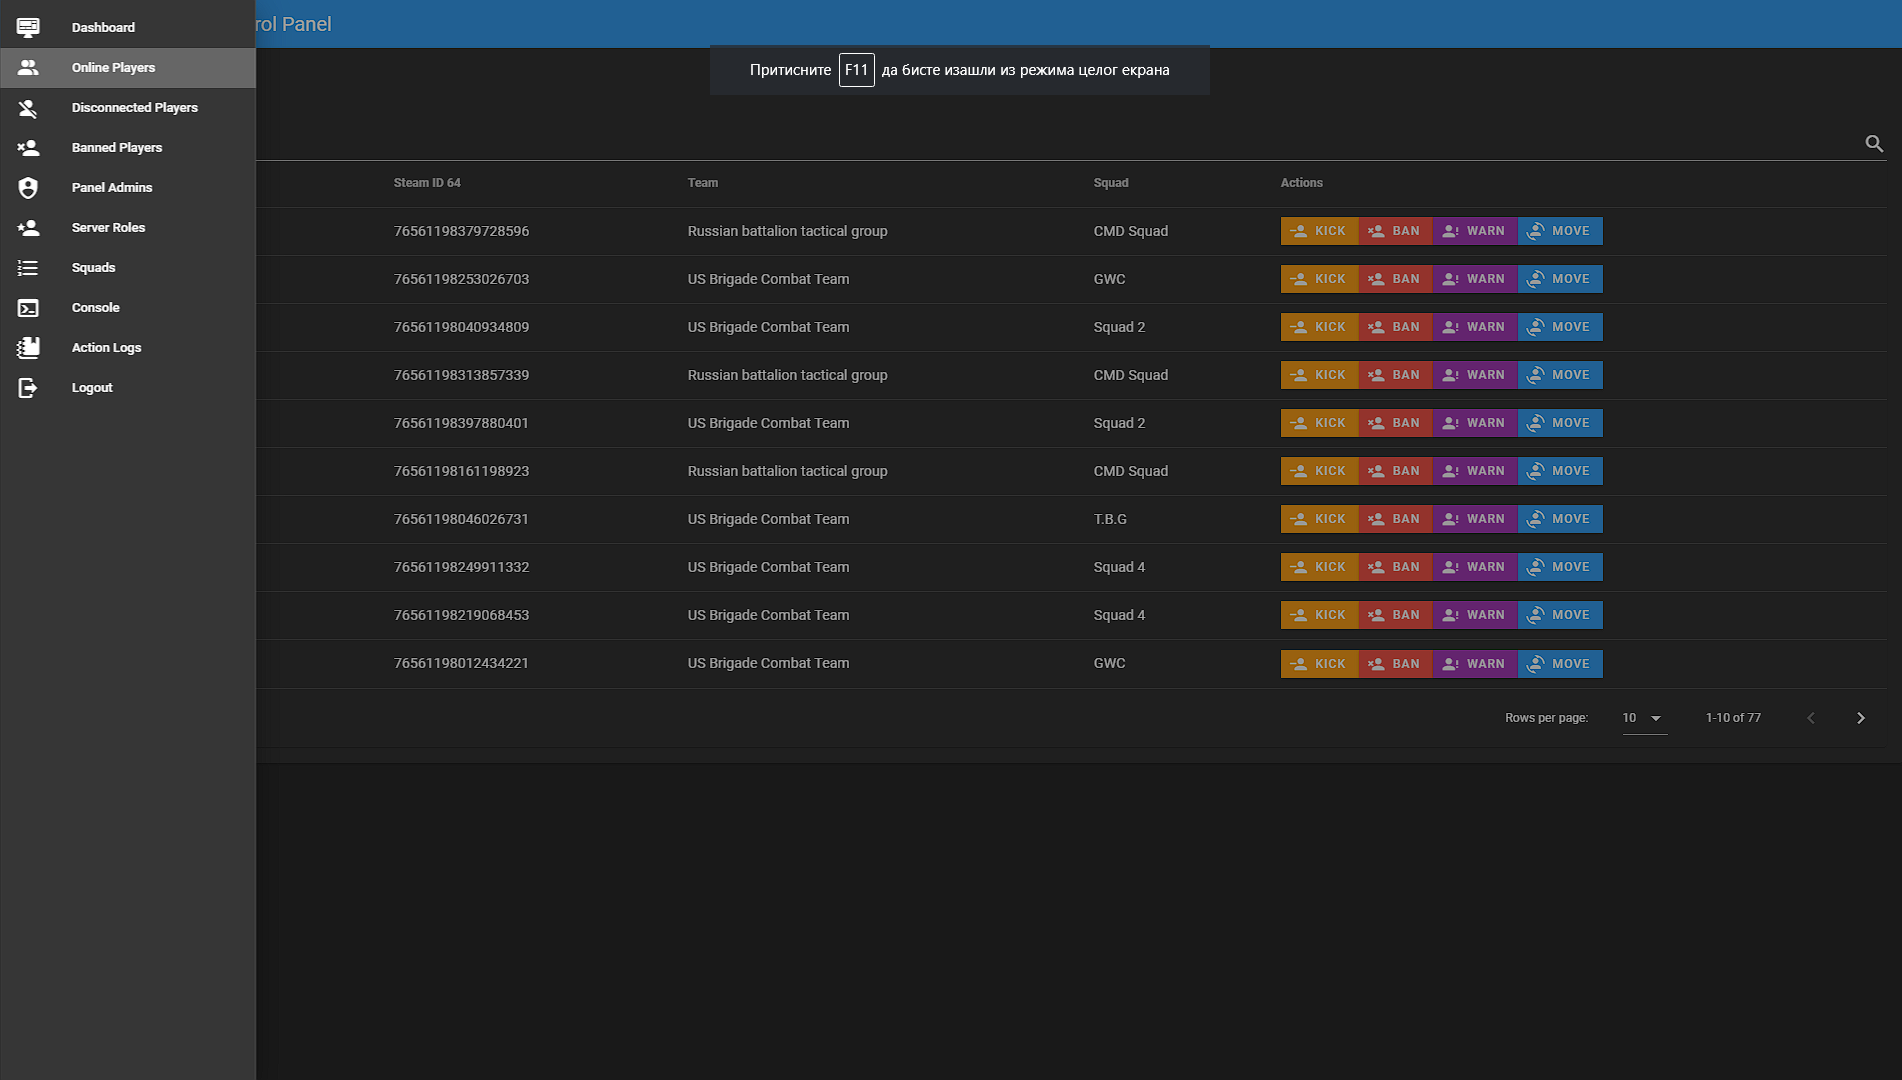 Dashboard
Online Players
Disconnected Players
Banned Players
Panel Admins
Server Roles
Squads
Console
Action Logs
Logout
rol Panel
Притисните F11 да бисте изашли из режима целог екрана
Steam ID 64 Team Squad Actions
76561198379728596 Russian battalion tactical group CMD Squad KICK BAN WARN MOVE
76561198253026703 US Brigade Combat Team GWC KICK BAN WARN MOVE
76561198040934809 US Brigade Combat Team Squad 2 KICK BAN WARN MOVE
76561198313857339 Russian battalion tactical group CMD Squad KICK BAN WARN MOVE
76561198397880401 US Brigade Combat Team Squad 2 KICK BAN WARN MOVE
76561198161198923 Russian battalion tactical group CMD Squad KICK BAN WARN MOVE
76561198046026731 US Brigade Combat Team T.B.G KICK BAN WARN MOVE
76561198249911332 US Brigade Combat Team Squad 4 KICK BAN WARN MOVE
76561198219068453 US Brigade Combat Team Squad 4 KICK BAN WARN MOVE
76561198012434221 US Brigade Combat Team GWC KICK BAN WARN MOVE
Rows per page: 10 1-10 of 77